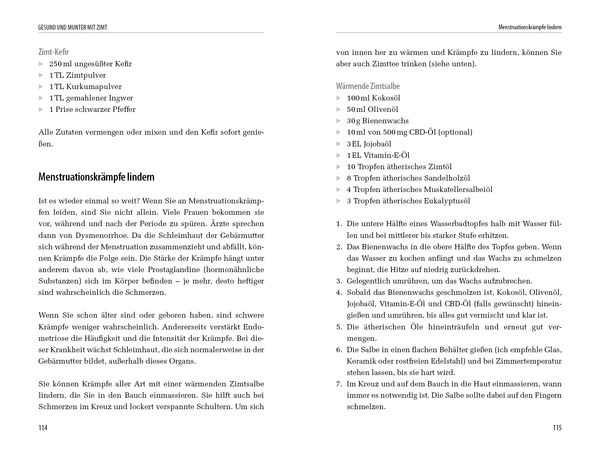 GESUND UND MUNTER MIT ZIMT
Zimt-Kefir
▹ 250 ml ungesüßter Kefir
▹ 1 TL Zimtpulver
▹ 1 TL Kurkumapulver
▹ 1 TL gemahlener Ingwer
▹ 1 Prise schwarzer Pfeffer
Alle Zutaten vermengen oder mixen und den Kefir sofort genie-
ßen.
Menstruationskrämpfe lindern
Ist es wieder einmal so weit? Wenn Sie an Menstruationskrämp-
fen leiden, sind Sie nicht allein. Viele Frauen bekommen sie
vor, während und nach der Periode zu spüren. Ärzte sprechen
dann von Dysmenorrhoe. Da die Schleimhaut der Gebärmutter
sich während der Menstruation zusammenzieht und abfällt, kön-
nen Krämpfe die Folge sein. Die Stärke der Krämpfe hängt unter
anderem davon ab, wie viele Prostaglandine (hormonähnliche
Substanzen) sich im Körper befinden – je mehr, desto heftiger
sind wahrscheinlich die Schmerzen.
Wenn Sie schon älter sind oder geboren haben, sind schwere
Krämpfe weniger wahrscheinlich. Andererseits verstärkt Endo-
metriose die Häufigkeit und die Intensität der Krämpfe. Bei die-
ser Krankheit wächst Schleimhaut, die sich normalerweise in der
Gebärmutter bildet, außerhalb dieses Organs.
Sie können Krämpfe aller Art mit einer wärmenden Zimtsalbe
lindern, die Sie in den Bauch einmassieren. Sie hilft auch bei
Schmerzen im Kreuz und lockert verspannte Schultern. Um sich
114
Menstruationskrämpfe lindern
von innen her zu wärmen und Krämpfe zu lindern, können Sie
aber auch Zimttee trinken (siehe unten).
Wärmende Zimtsalbe
▹ 100 ml Kokosöl
▹ 50 ml Olivenöl
▹ 30 g Bienenwachs
▹ 10 ml von 500 mg CBD-Öl (optional)
▹ 3 EL Jojobaöl
▹ 1 EL Vitamin-E-Öl
▹ 10 Tropfen ätherisches Zimtöl
▹ 8 Tropfen ätherisches Sandelholzöl
▹ 4 Tropfen ätherisches Muskatellersalbeiöl
▹ 3 Tropfen ätherisches Eukalyptusöl
1. Die untere Hälfte eines Wasserbadtopfes halb mit Wasser fül-
len und bei mittlerer bis starker Stufe erhitzen.
2. Das Bienenwachs in die obere Hälfte des Topfes geben. Wenn
das Wasser zu kochen anfängt und das Wachs zu schmelzen
beginnt, die Hitze auf niedrig zurückdrehen.
3. Gelegentlich umrühren, um das Wachs aufzubrechen.
4. Sobald das Bienenwachs geschmolzen ist, Kokosöl, Olivenöl,
Jojobaöl, Vitamin-E-Öl und CBD-Öl (falls gewünscht) hinein-
gießen und umrühren, bis alles gut vermischt und klar ist.
5. Die ätherischen Öle hineinträufeln und erneut gut ver-
mengen.
6. Die Salbe in einen flachen Behälter gießen (ich empfehle Glas,
Keramik oder rostfreien Edelstahl) und bei Zimmertemperatur
stehen lassen, bis sie hart wird.
7. Im Kreuz und auf dem Bauch in die Haut einmassieren, wann
immer es notwendig ist. Die Salbe sollte dabei auf den Fingern
schmelzen.
115